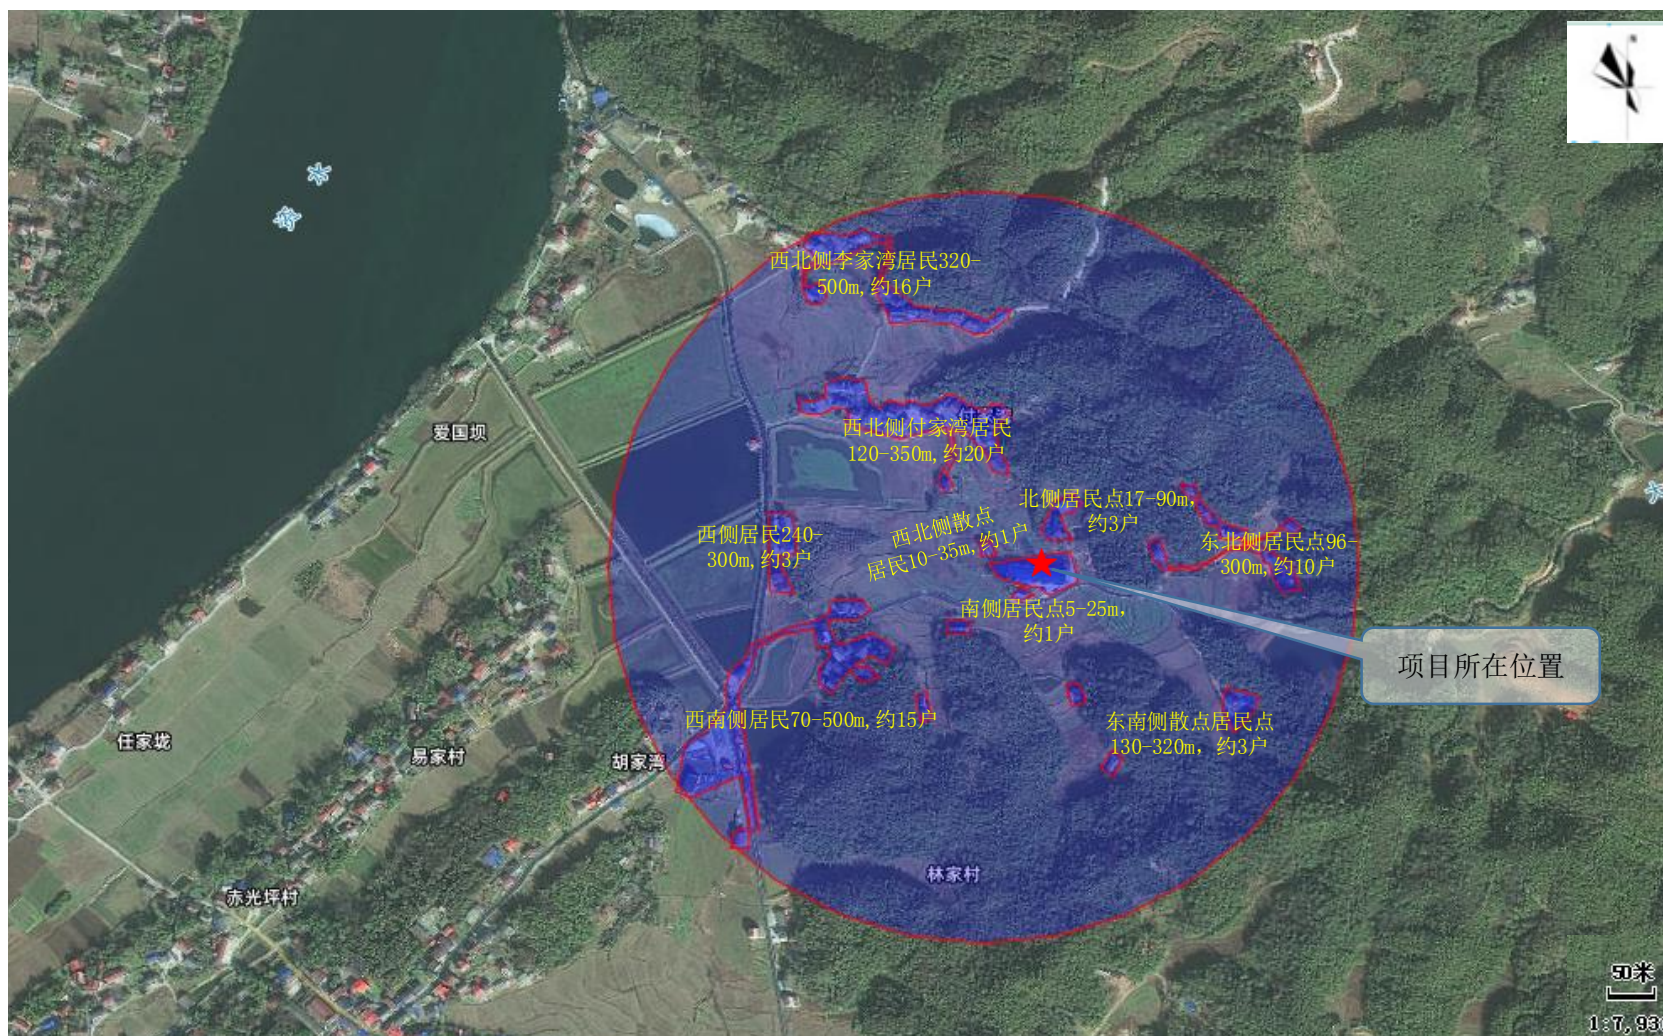 水
资
西北侧李家湾居民320-
500m,约16户
爱国坝
西北侧付家湾居民
120-350m,约20户
北侧居民点17-90m,
约3户
西北侧散点
居民10-35m,约1户
西侧居民240-
300m,约3户
东北侧居民点96-
300m,约10户
南侧居民点5-25m,
约1户
项目所在位置
西南侧居民70-500m,约15户
东南侧散点居民点
130-320m，约3户
任家垅
易家村
胡家湾
林家村
赤光坪村
50米
1:7,93